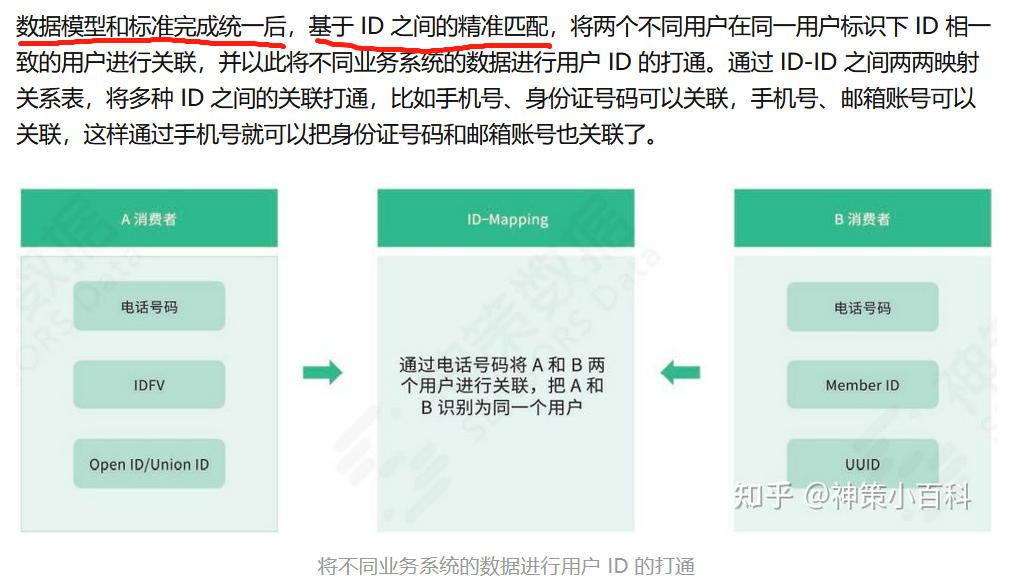 数据模型和标准完成统一后，基于 ID 之间的精准匹配，将两个不同用户在同一用户标识下 ID 相一
致的用户进行关联，并以此将不同业务系统的数据进行用户 ID 的打通。通过 ID-ID 之间两两映射
关系表，将多种 ID 之间的关联打通，比如手机号、身份证号码可以关联，手机号、邮箱账号可以
关联，这样通过手机号就可以把身份证号码和邮箱账号也关联了。
A 消费者
电话号码
IDFV
Open ID/Union ID
ID-Mapping
通过电话号码将 A 和 B 两
个用户进行关联，把 A 和
B 识别为同一个用户
B 消费者
电话号码
Member ID
UUID
知乎 @神策小百科
神策数据
SENSORS Data
将不同业务系统的数据进行用户 ID 的打通